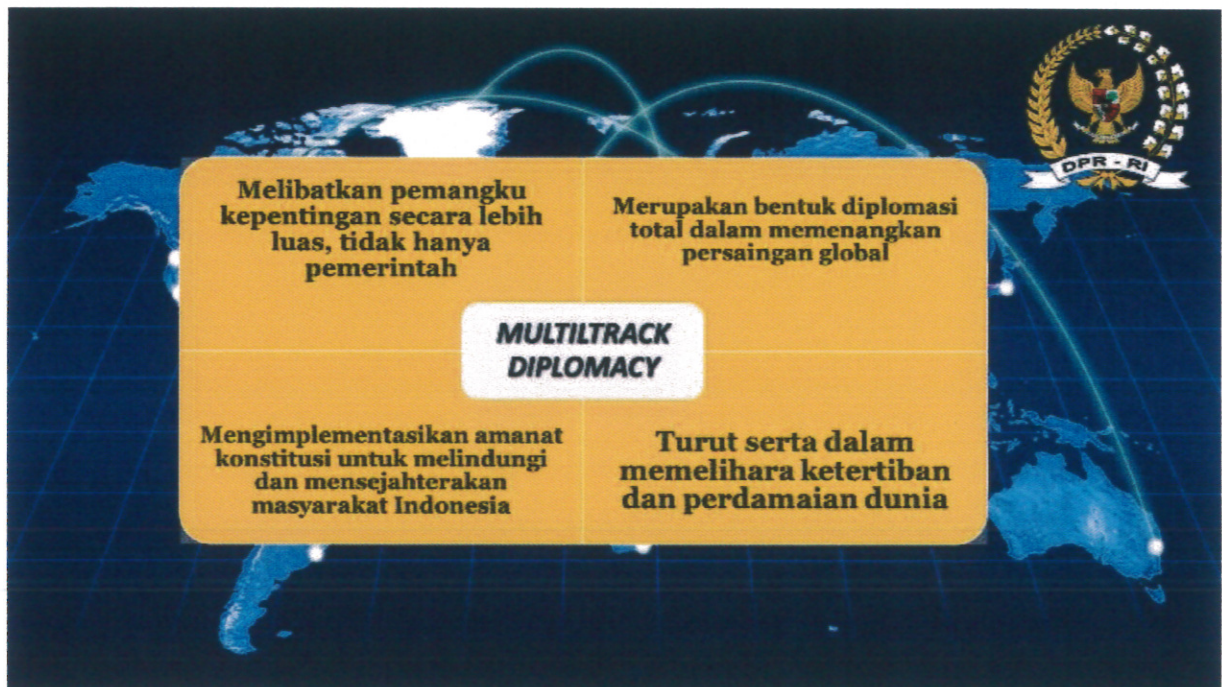 DPR - RI
Melibatkan pemangku
kepentingan secara lebih
luas, tidak hanya
pemerintah
Merupakan bentuk diplomasi
total dalam memenangkan
persaingan global
MULTILTRACK
DIPLOMACY
Mengimplementasikan amanat
konstitusi untuk melindungi
dan mensejahterakan
masyarakat Indonesia
Turut serta dalam
memelihara ketertiban
dan perdamaian dunia